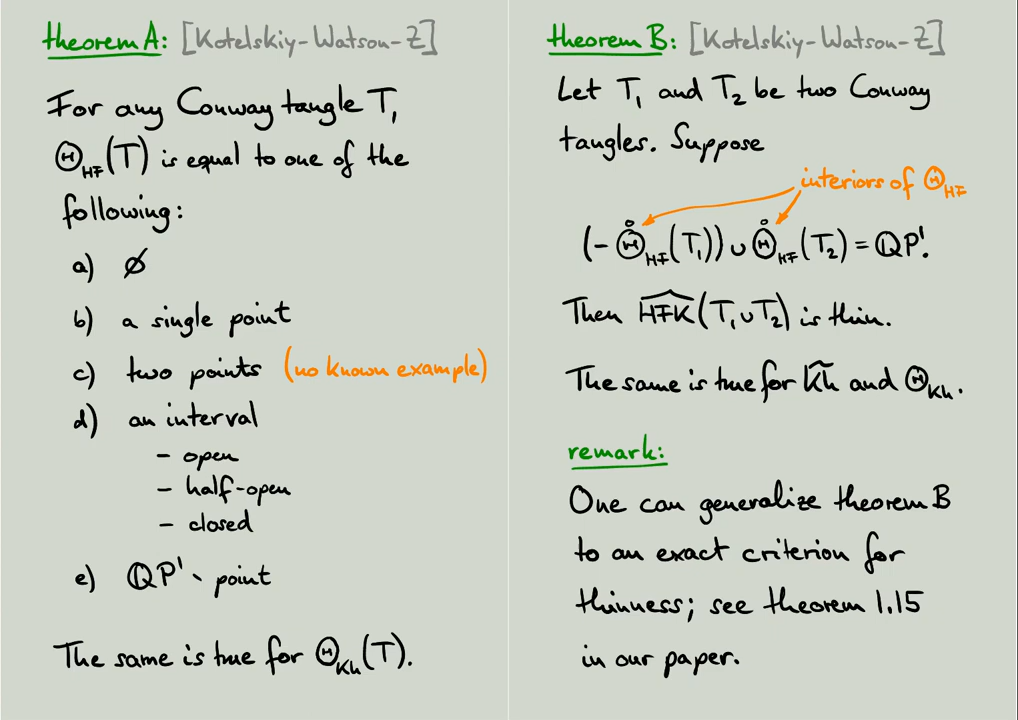 theorem A: [Kotelskiy-Watson-Z]
For any Conway tangle T,
Θ_HF(T) is equal to one of the
following:
a) ∅
b) a single point
c) two points (no known example)
d) an interval
- open
- half-open
- closed
e) ℚP¹ ∖ point
The same is true for Θ_Kh(T).
theorem B: [Kotelskiy-Watson-Z]
Let T₁ and T₂ be two Conway
tangles. Suppose
interiors of Θ_HF
(-Θ̊_HF(T₁)) ∪ Θ̊_HF(T₂) = ℚP¹.
Then \widehat{HFK}(T₁ ∪ T₂) is thin.
The same is true for \widetilde{Kh} and Θ_Kh.
remark:
One can generalize theorem B
to an exact criterion for
thinness; see theorem 1.15
in our paper.